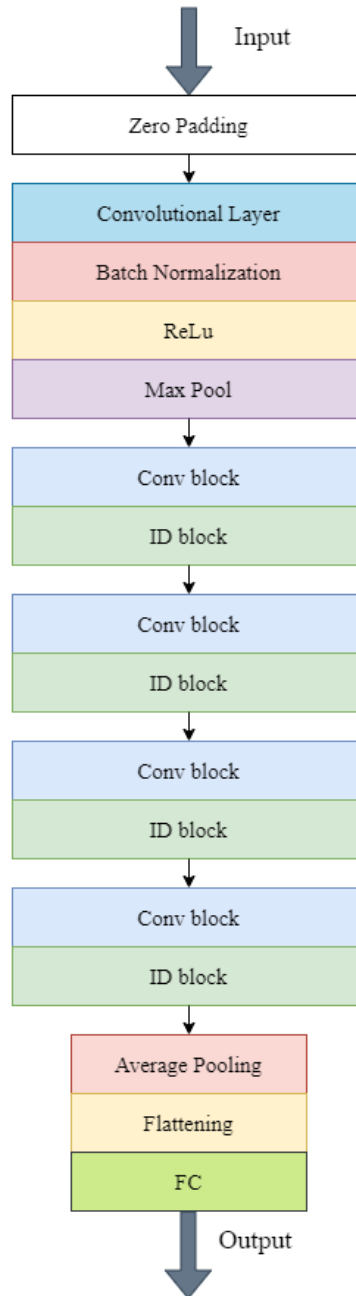 Input
Zero Padding
Convolutional Layer
Batch Normalization
ReLu
Max Pool
Conv block
ID block
Conv block
ID block
Conv block
ID block
Conv block
ID block
Average Pooling
Flattening
FC
Output